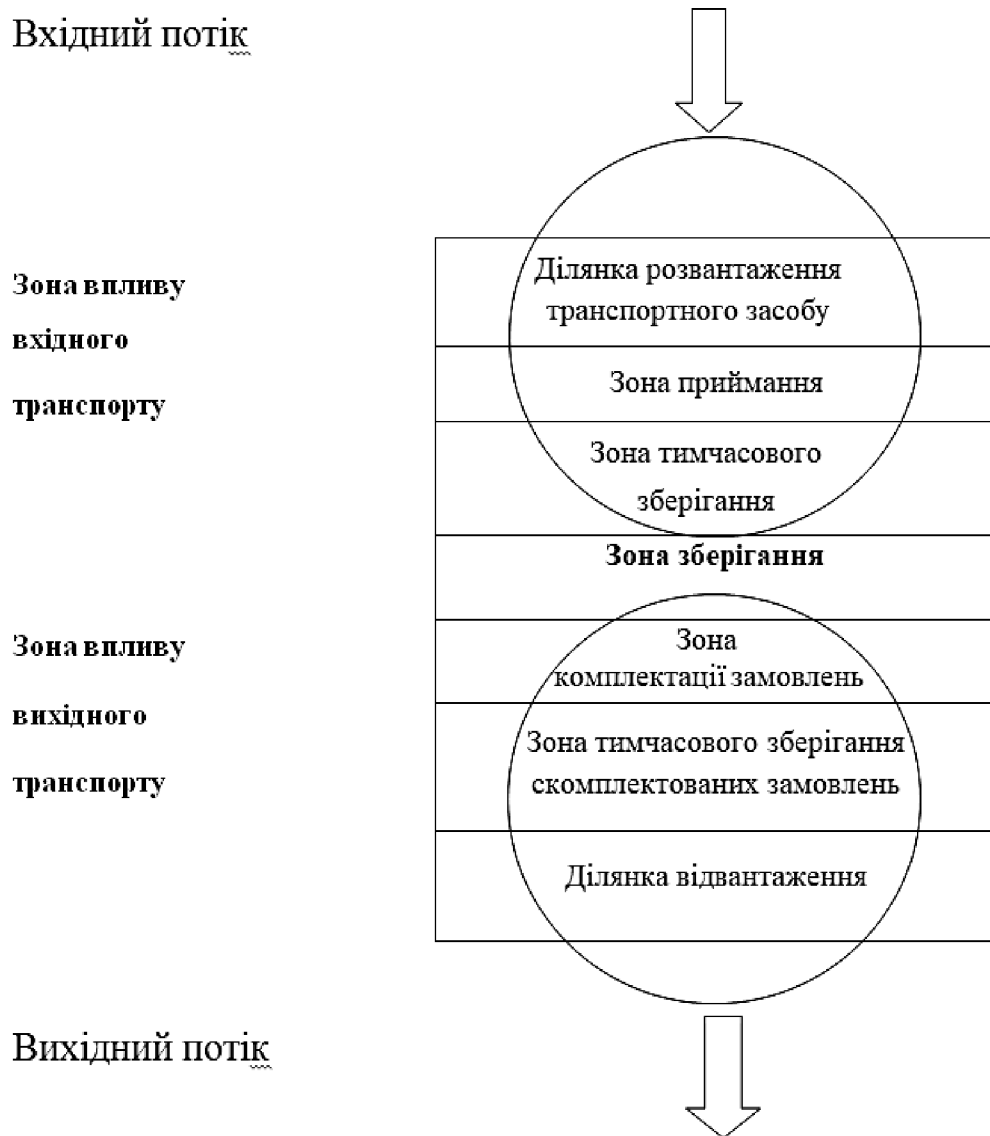 Вхідний потік
Зона впливу
вхідного
транспорту
Ділянка розвантаження
транспортного засобу
Зона приймання
Зона тимчасового
зберігання
Зона зберігання
Зона впливу
вихідного
транспорту
Зона
комплектації замовлень
Зона тимчасового зберігання
скомплектованих замовлень
Ділянка відвантаження
Вихідний потік